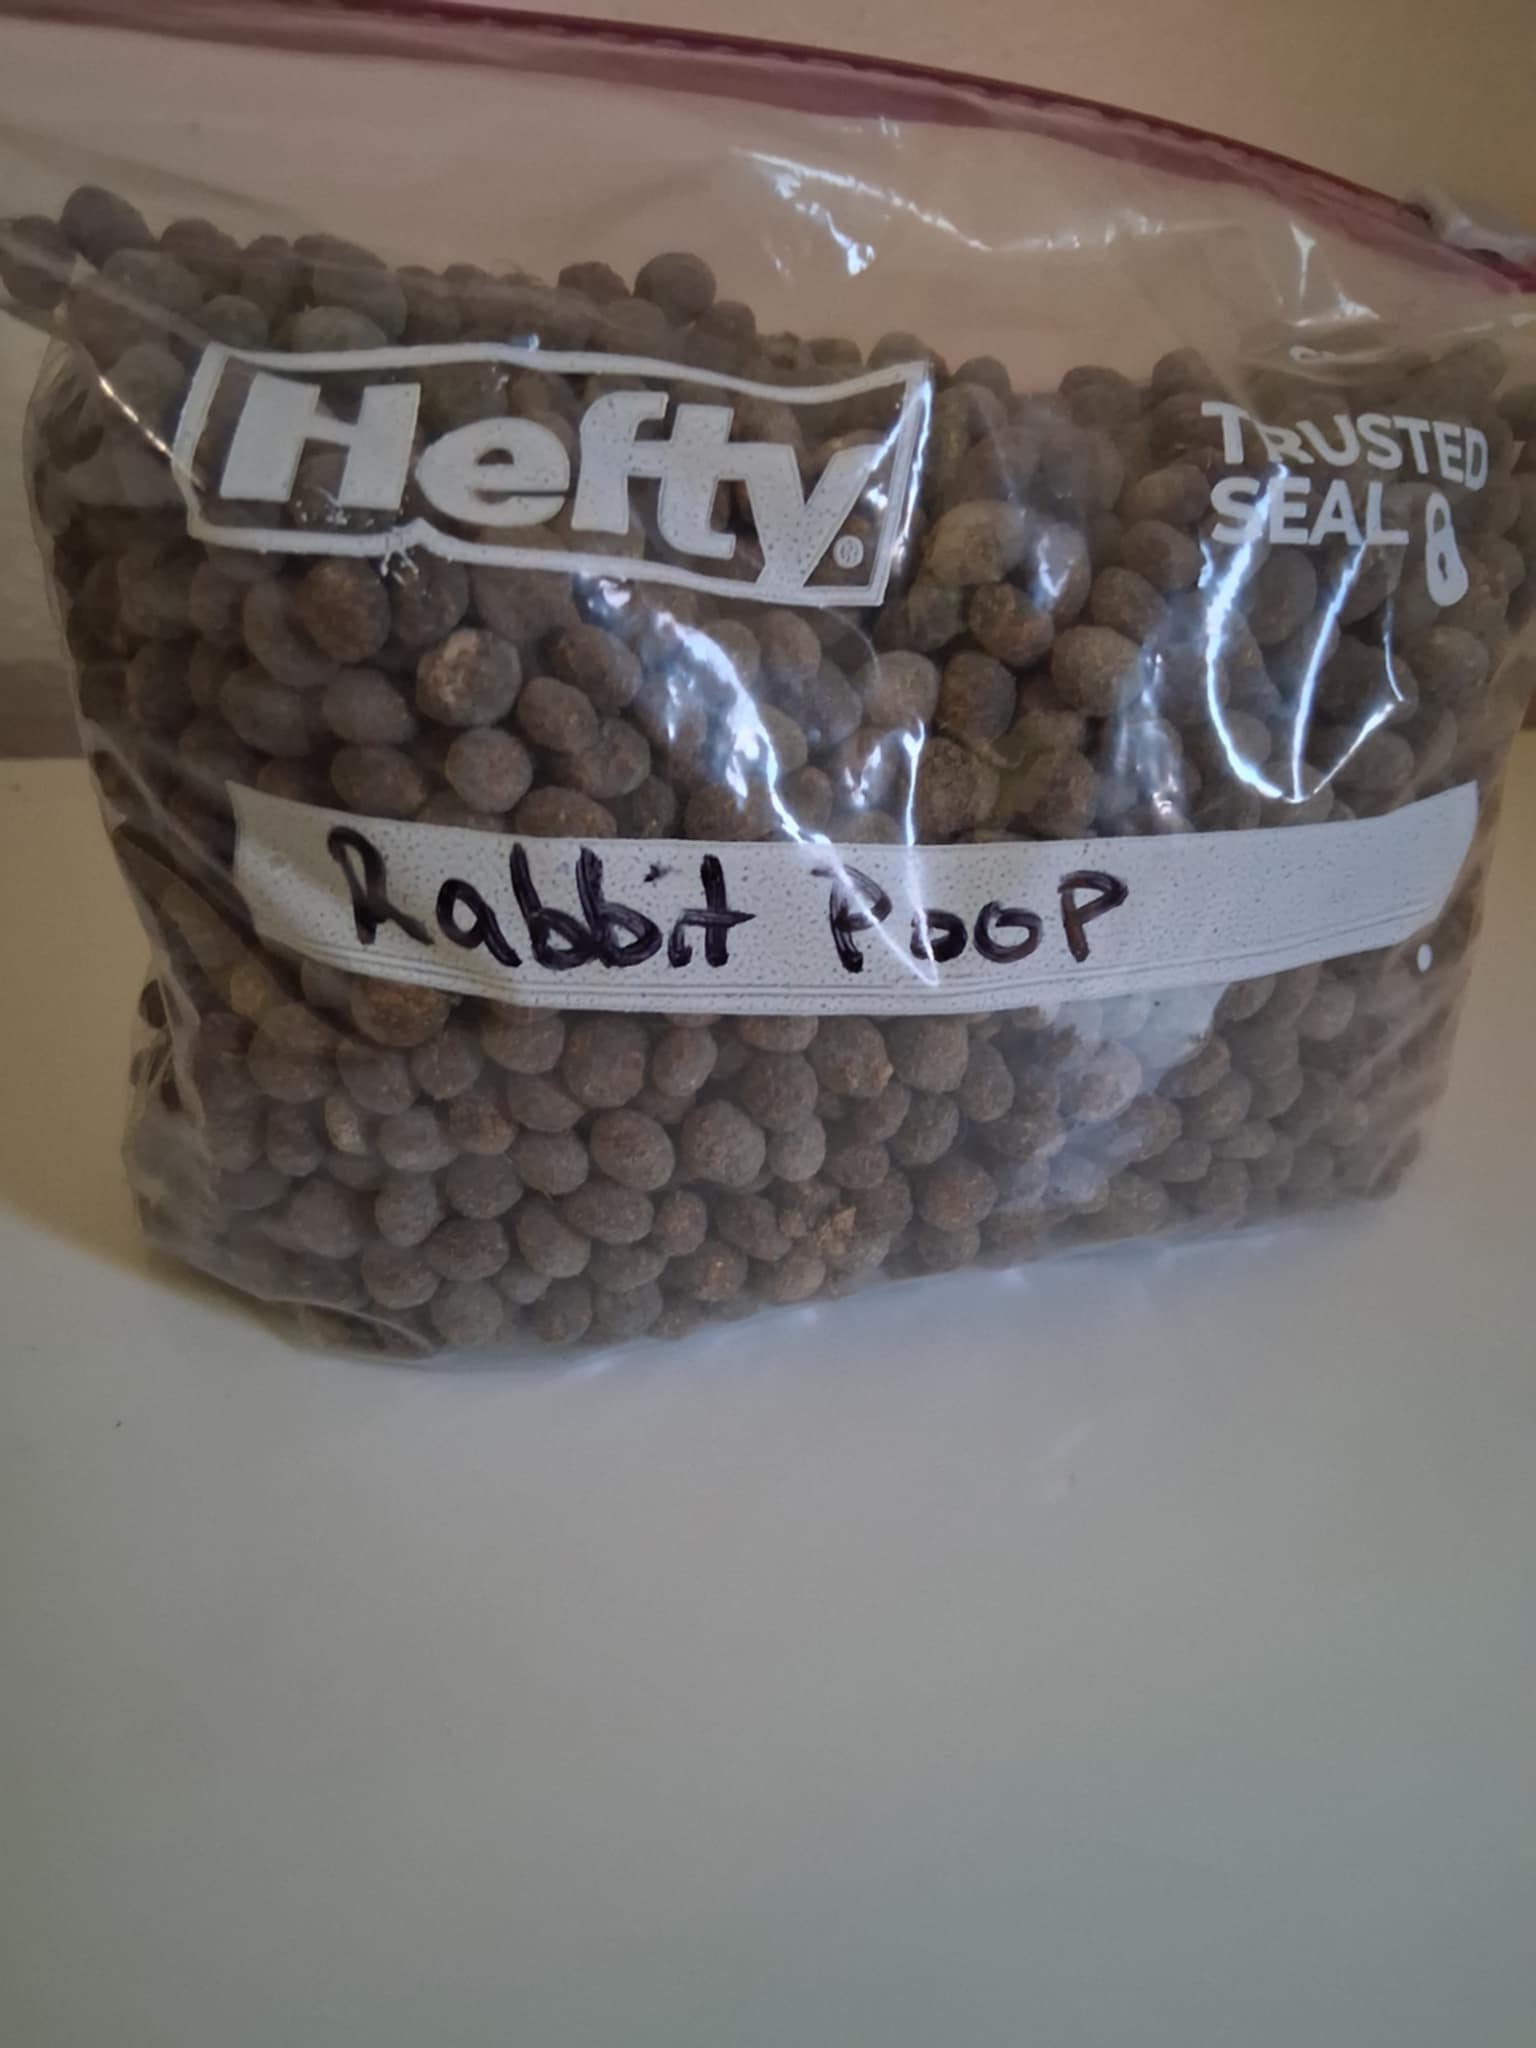 Hefty®
TRUSTED
SEAL
Rabbit Poop